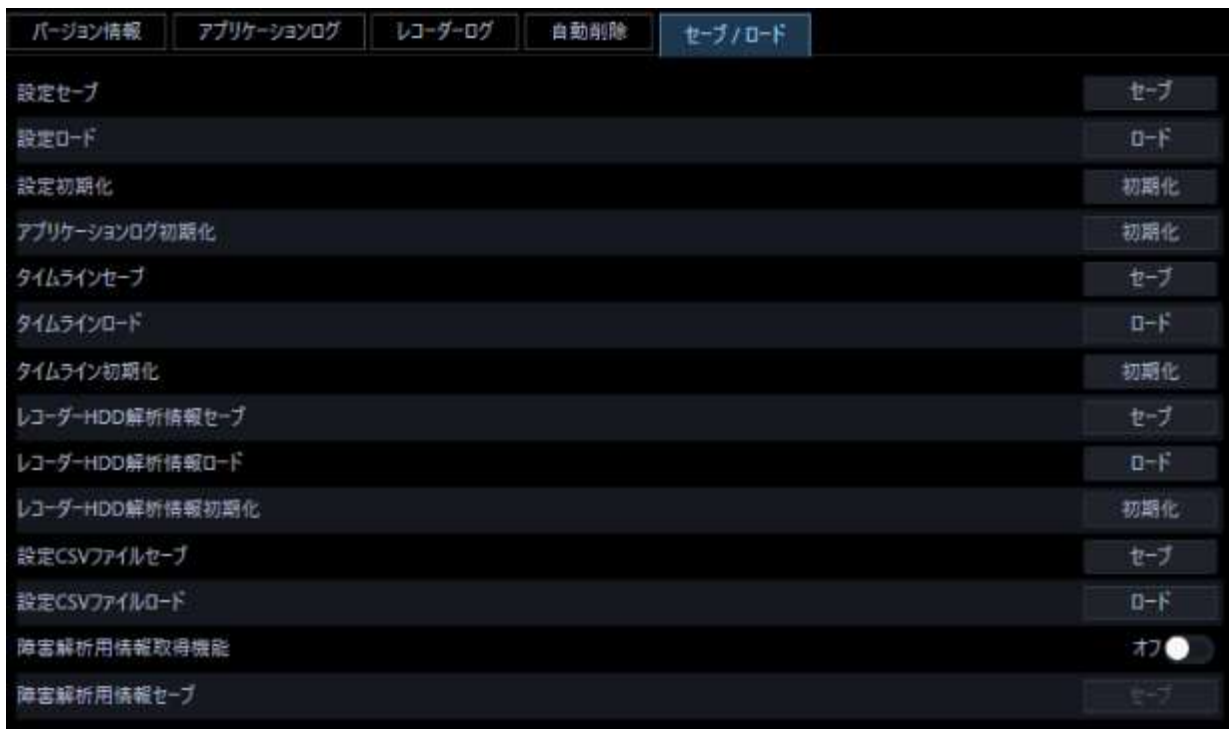 バージョン情報 アプリケーションログ レコーダーログ 自動削除 セーブ / ロード
設定セーブ セーブ
設定ロード ロード
設定初期化 初期化
アプリケーションログ初期化 初期化
タイムラインセーブ セーブ
タイムラインロード ロード
タイムライン初期化 初期化
レコーダーHDD解析情報セーブ セーブ
レコーダーHDD解析情報ロード ロード
レコーダーHDD解析情報初期化 初期化
設定CSVファイルセーブ セーブ
設定CSVファイルロード ロード
障害解析用情報取得機能 オフ
障害解析用情報セーブ セーブ